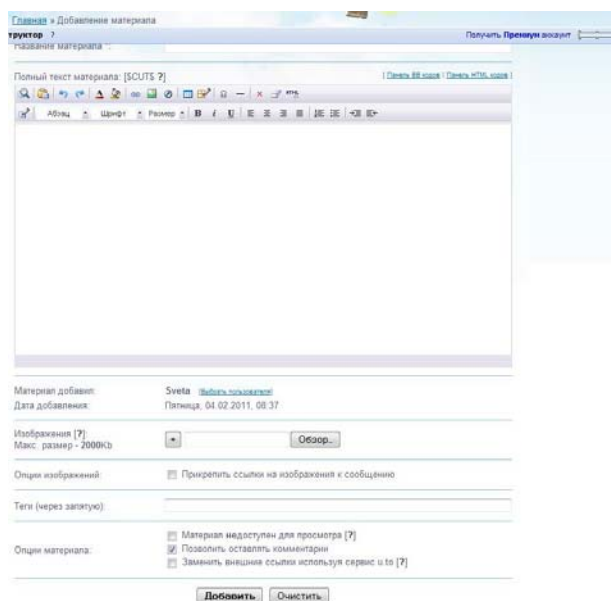 Главная » Добавление материала
труктор ? Получить Премиум аккаунт
Название материала *:
Полный текст материала: [$CUT$ ?] [ Панель BB кодов | Панель HTML кодов ]
HTML
Абзац Шрифт Размер B I U
Материал добавил: Sveta [Выбрать пользователя]
Дата добавления: Пятница, 04.02.2011, 08:37
Изображения [?]:
Макс. размер - 2000Kb + Обзор..
Опции изображений: Прикрепить ссылки на изображения к сообщению
Теги (через запятую):
Материал недоступен для просмотра [?]
Опции материала: Позволить оставлять комментарии
Заменить внешние ссылки используя сервис u.to [?]
Добавить Очистить